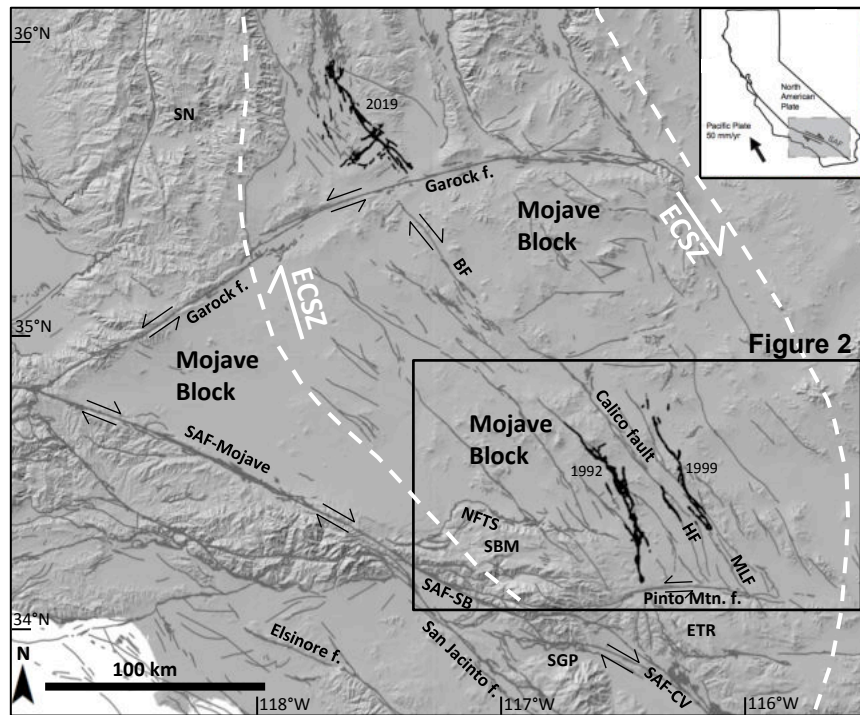 36°N
SN
2019
North
American
Plate
Pacific Plate
50 mm/yr
SAF
Garock f.
Mojave
Block
ECSZ
BF
ECSZ
Garock f.
35°N
Mojave
Block
Figure 2
SAF-Mojave
Mojave
Block
Calico fault
1992
1999
NFTS
SBM
HF
MLF
SAF-SB
Pinto Mtn. f.
34°N
Elsinore f.
San Jacinto f.
SGP
SAF-CV
ETR
N
100 km
118°W
117°W
116°W